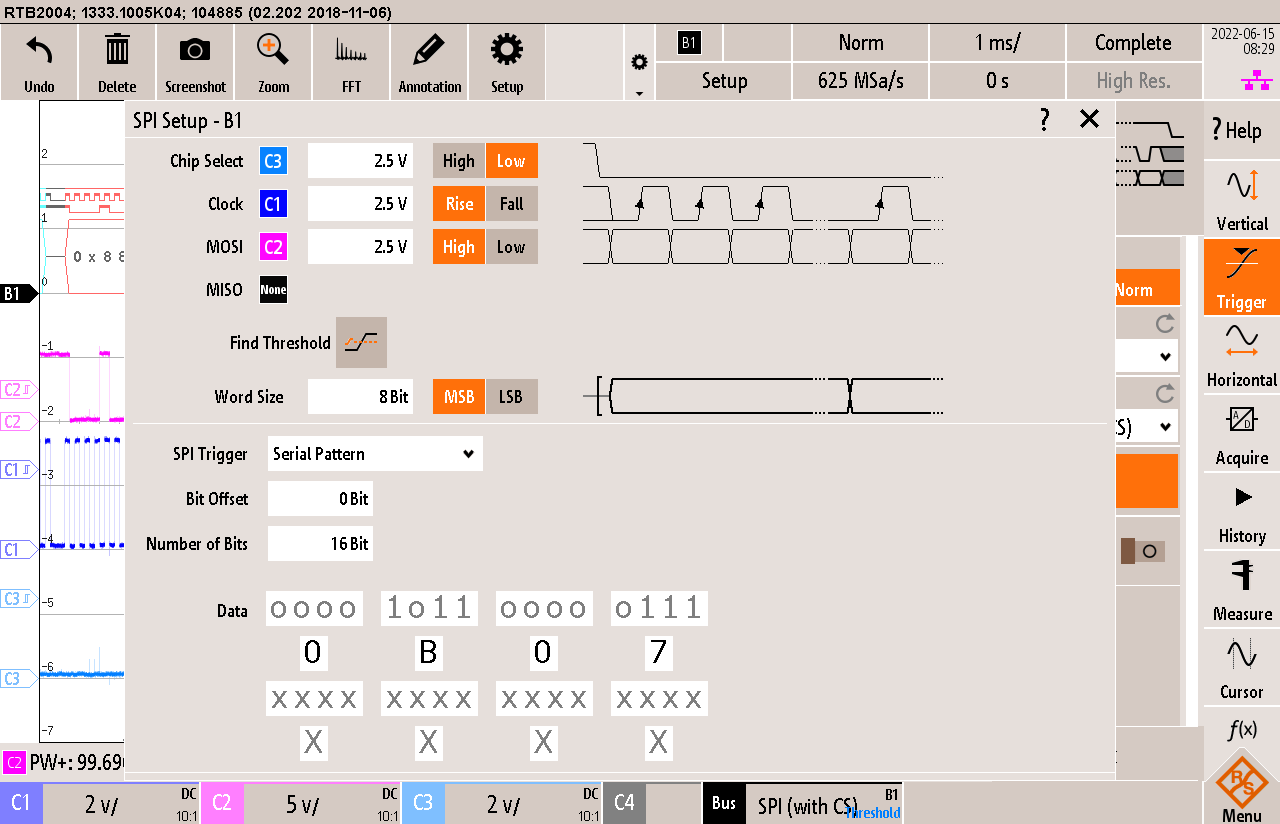 RTB2004; 1333.1005K04; 104885 (02.202 2018-11-06)
Undo
Delete
Screenshot
Zoom
FFT
Annotation
Setup
B1
Setup
Norm
625 MSa/s
1 ms/
0 s
Complete
High Res.
2022-06-15
08:29
SPI Setup - B1
?
Chip Select C3 2.5 V High Low
Clock C1 2.5 V Rise Fall
MOSI C2 2.5 V High Low
MISO None
Find Threshold
Word Size 8 Bit MSB LSB
SPI Trigger Serial Pattern
Bit Offset 0 Bit
Number of Bits 16 Bit
Data 0000 1011 0000 0111
0 B 0 7
XXXX XXXX XXXX XXXX
X X X X
2
1
0 x 8 8
0
B1
-1
C2
-2
C2
C1
-3
-4
C1
C3
-5
-6
C3
-7
C2 PW+: 99.69
Norm
CS)
? Help
Vertical
Trigger
Horizontal
A
D
Acquire
History
Measure
Cursor
f(x)
R/S
Menu
C1 2 V/ DC 10:1
C2 5 V/ DC 10:1
C3 2 V/ DC 10:1
C4
Bus SPI (with CS) B1
Threshold